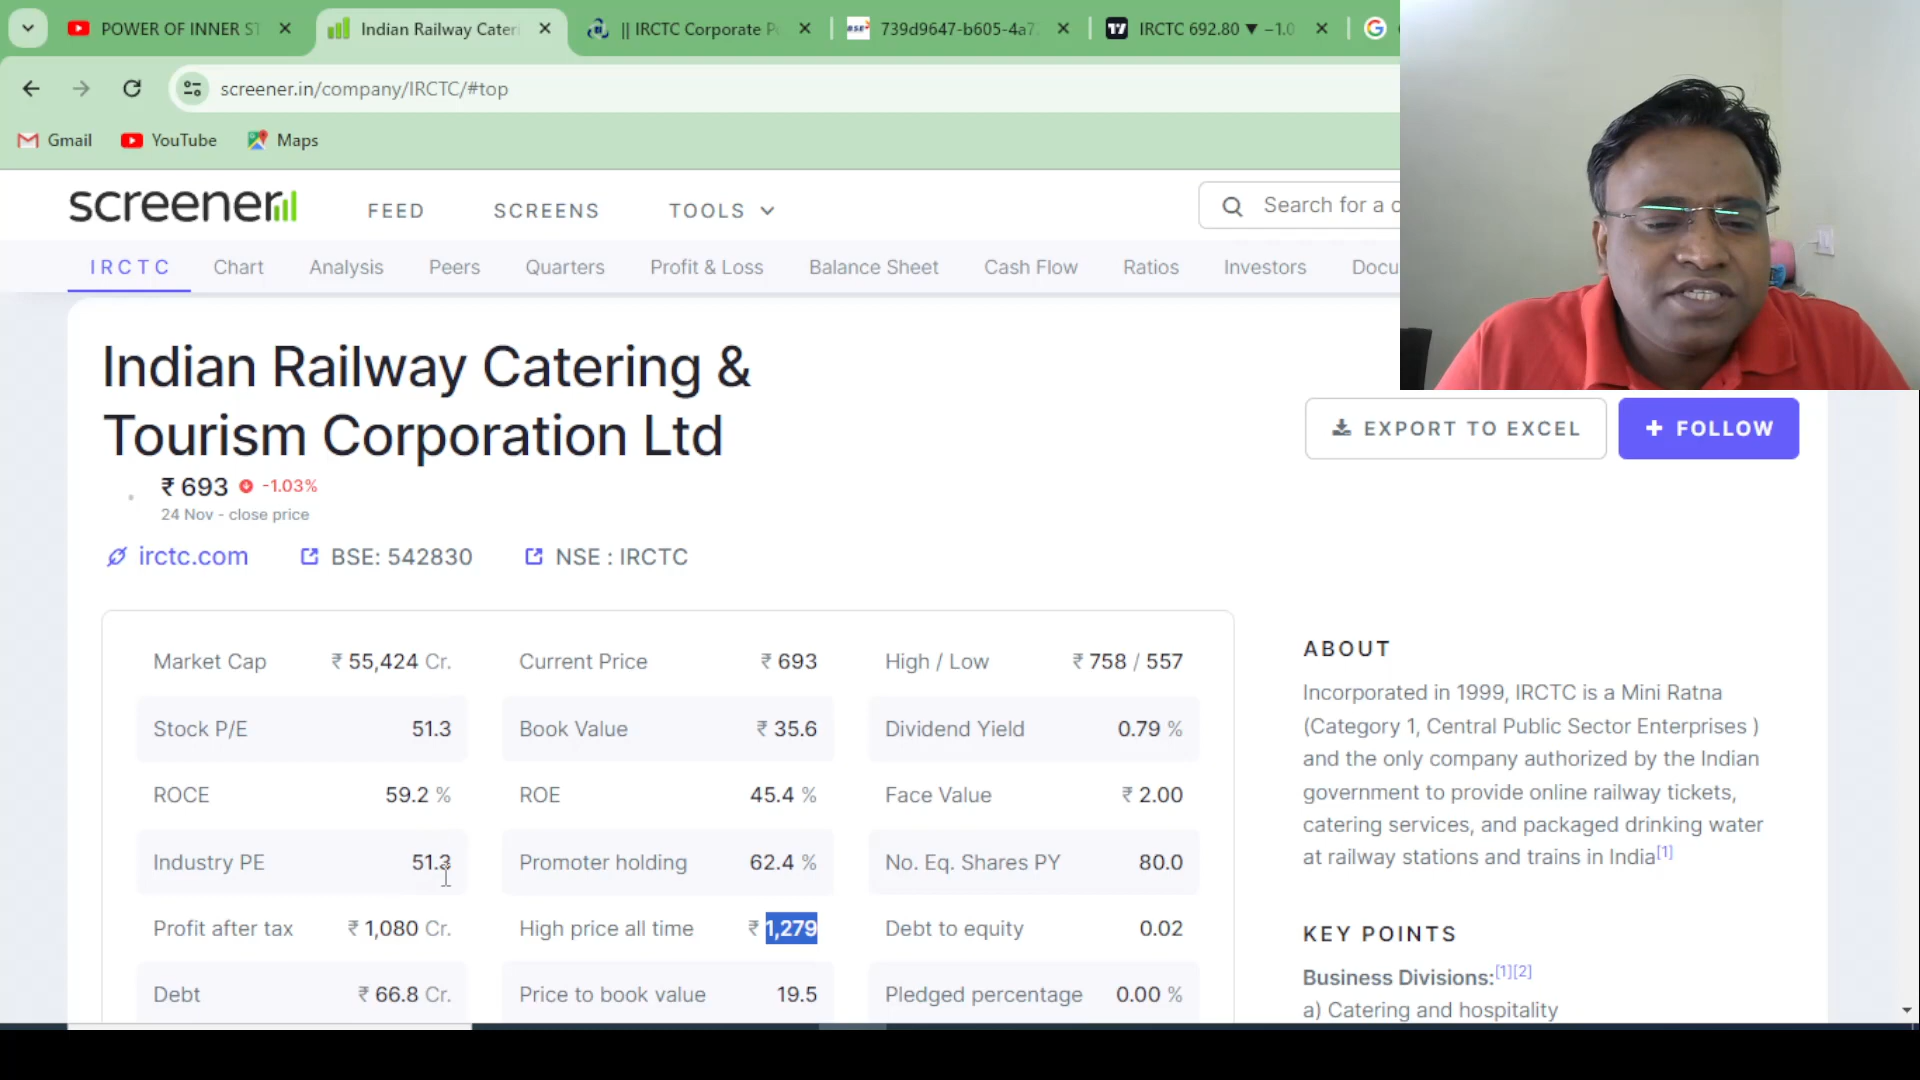 POWER OF INNER ST
Indian Railway Cateri
|| IRCTC Corporate P
BSE
739d9647-b605-4a7
IRCTC 692.80 ▼ −1.0
screener.in/company/IRCTC/#top
Gmail
YouTube
Maps
screener
FEED
SCREENS
TOOLS
Search for a c
IRCTC
Chart
Analysis
Peers
Quarters
Profit & Loss
Balance Sheet
Cash Flow
Ratios
Investors
Docu
Indian Railway Catering &
Tourism Corporation Ltd
EXPORT TO EXCEL
+ FOLLOW
₹ 693 -1.03%
24 Nov - close price
irctc.com
BSE: 542830
NSE : IRCTC
Market Cap ₹ 55,424 Cr.
Current Price ₹ 693
High / Low ₹ 758 / 557
Stock P/E 51.3
Book Value ₹ 35.6
Dividend Yield 0.79 %
ROCE 59.2 %
ROE 45.4 %
Face Value ₹ 2.00
Industry PE 51.3
Promoter holding 62.4 %
No. Eq. Shares PY 80.0
Profit after tax ₹ 1,080 Cr.
High price all time ₹ 1,279
Debt to equity 0.02
Debt ₹ 66.8 Cr.
Price to book value 19.5
Pledged percentage 0.00 %
ABOUT
Incorporated in 1999, IRCTC is a Mini Ratna
(Category 1, Central Public Sector Enterprises )
and the only company authorized by the Indian
government to provide online railway tickets,
catering services, and packaged drinking water
at railway stations and trains in India[1]
KEY POINTS
Business Divisions:[1][2]
a) Catering and hospitality